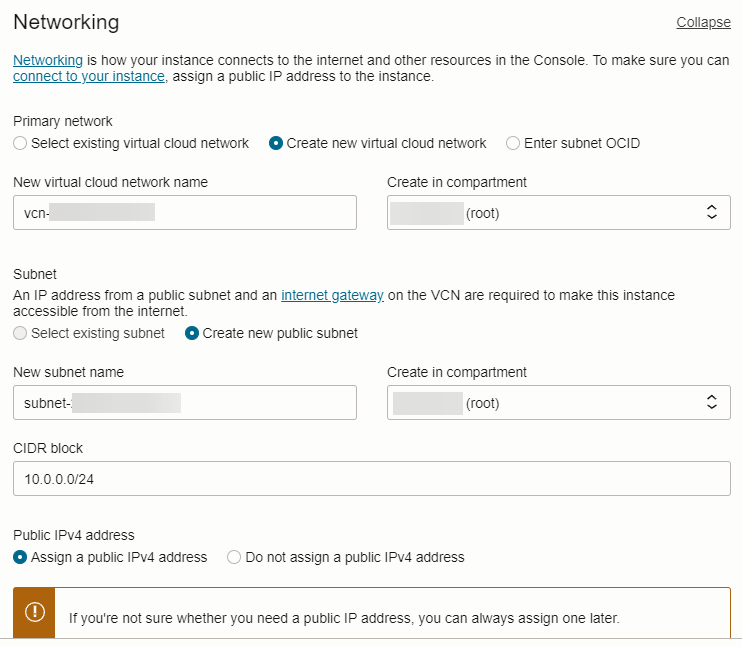 Networking
Collapse
Networking is how your instance connects to the internet and other resources in the Console. To make sure you can
connect to your instance, assign a public IP address to the instance.
Primary network
Select existing virtual cloud network
Create new virtual cloud network
Enter subnet OCID
New virtual cloud network name
Create in compartment
vcn-
(root)
Subnet
An IP address from a public subnet and an internet gateway on the VCN are required to make this instance
accessible from the internet.
Select existing subnet
Create new public subnet
New subnet name
Create in compartment
subnet-
(root)
CIDR block
10.0.0.0/24
Public IPv4 address
Assign a public IPv4 address
Do not assign a public IPv4 address
If you're not sure whether you need a public IP address, you can always assign one later.